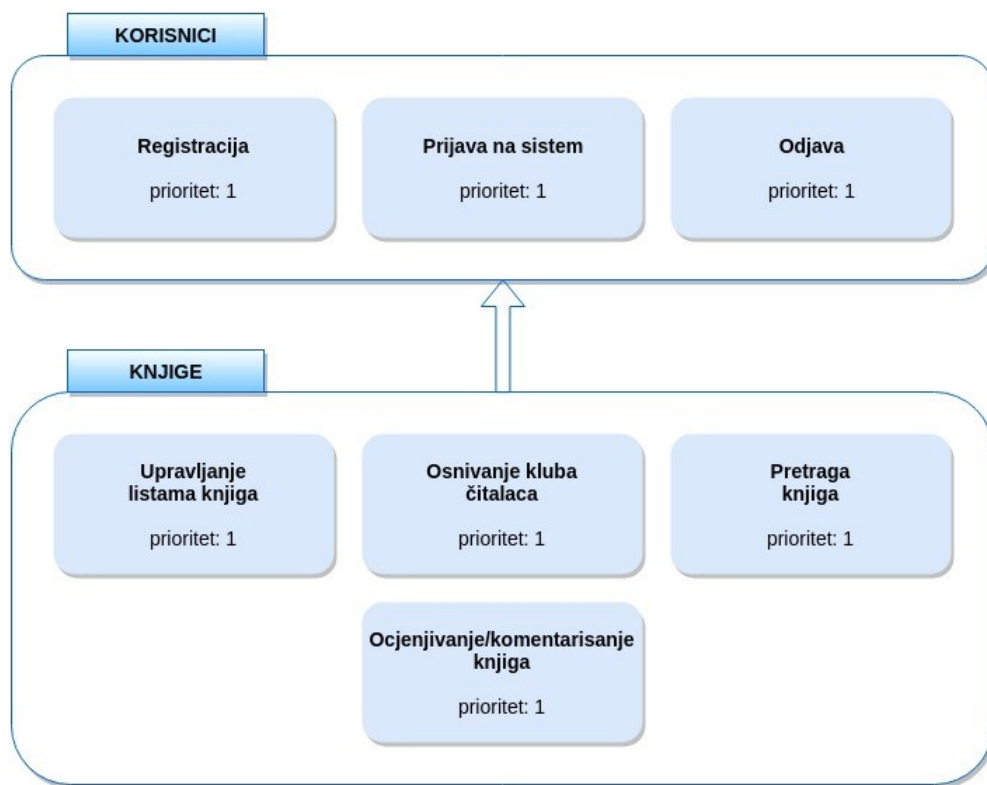 KORISNICI
Registracija
prioritet: 1
Prijava na sistem
prioritet: 1
Odjava
prioritet: 1
KNJIGE
Upravljanje
listama knjiga
prioritet: 1
Osnivanje kluba
čitalaca
prioritet: 1
Pretraga
knjiga
prioritet: 1
Ocjenjivanje/komentarisanje
knjiga
prioritet: 1